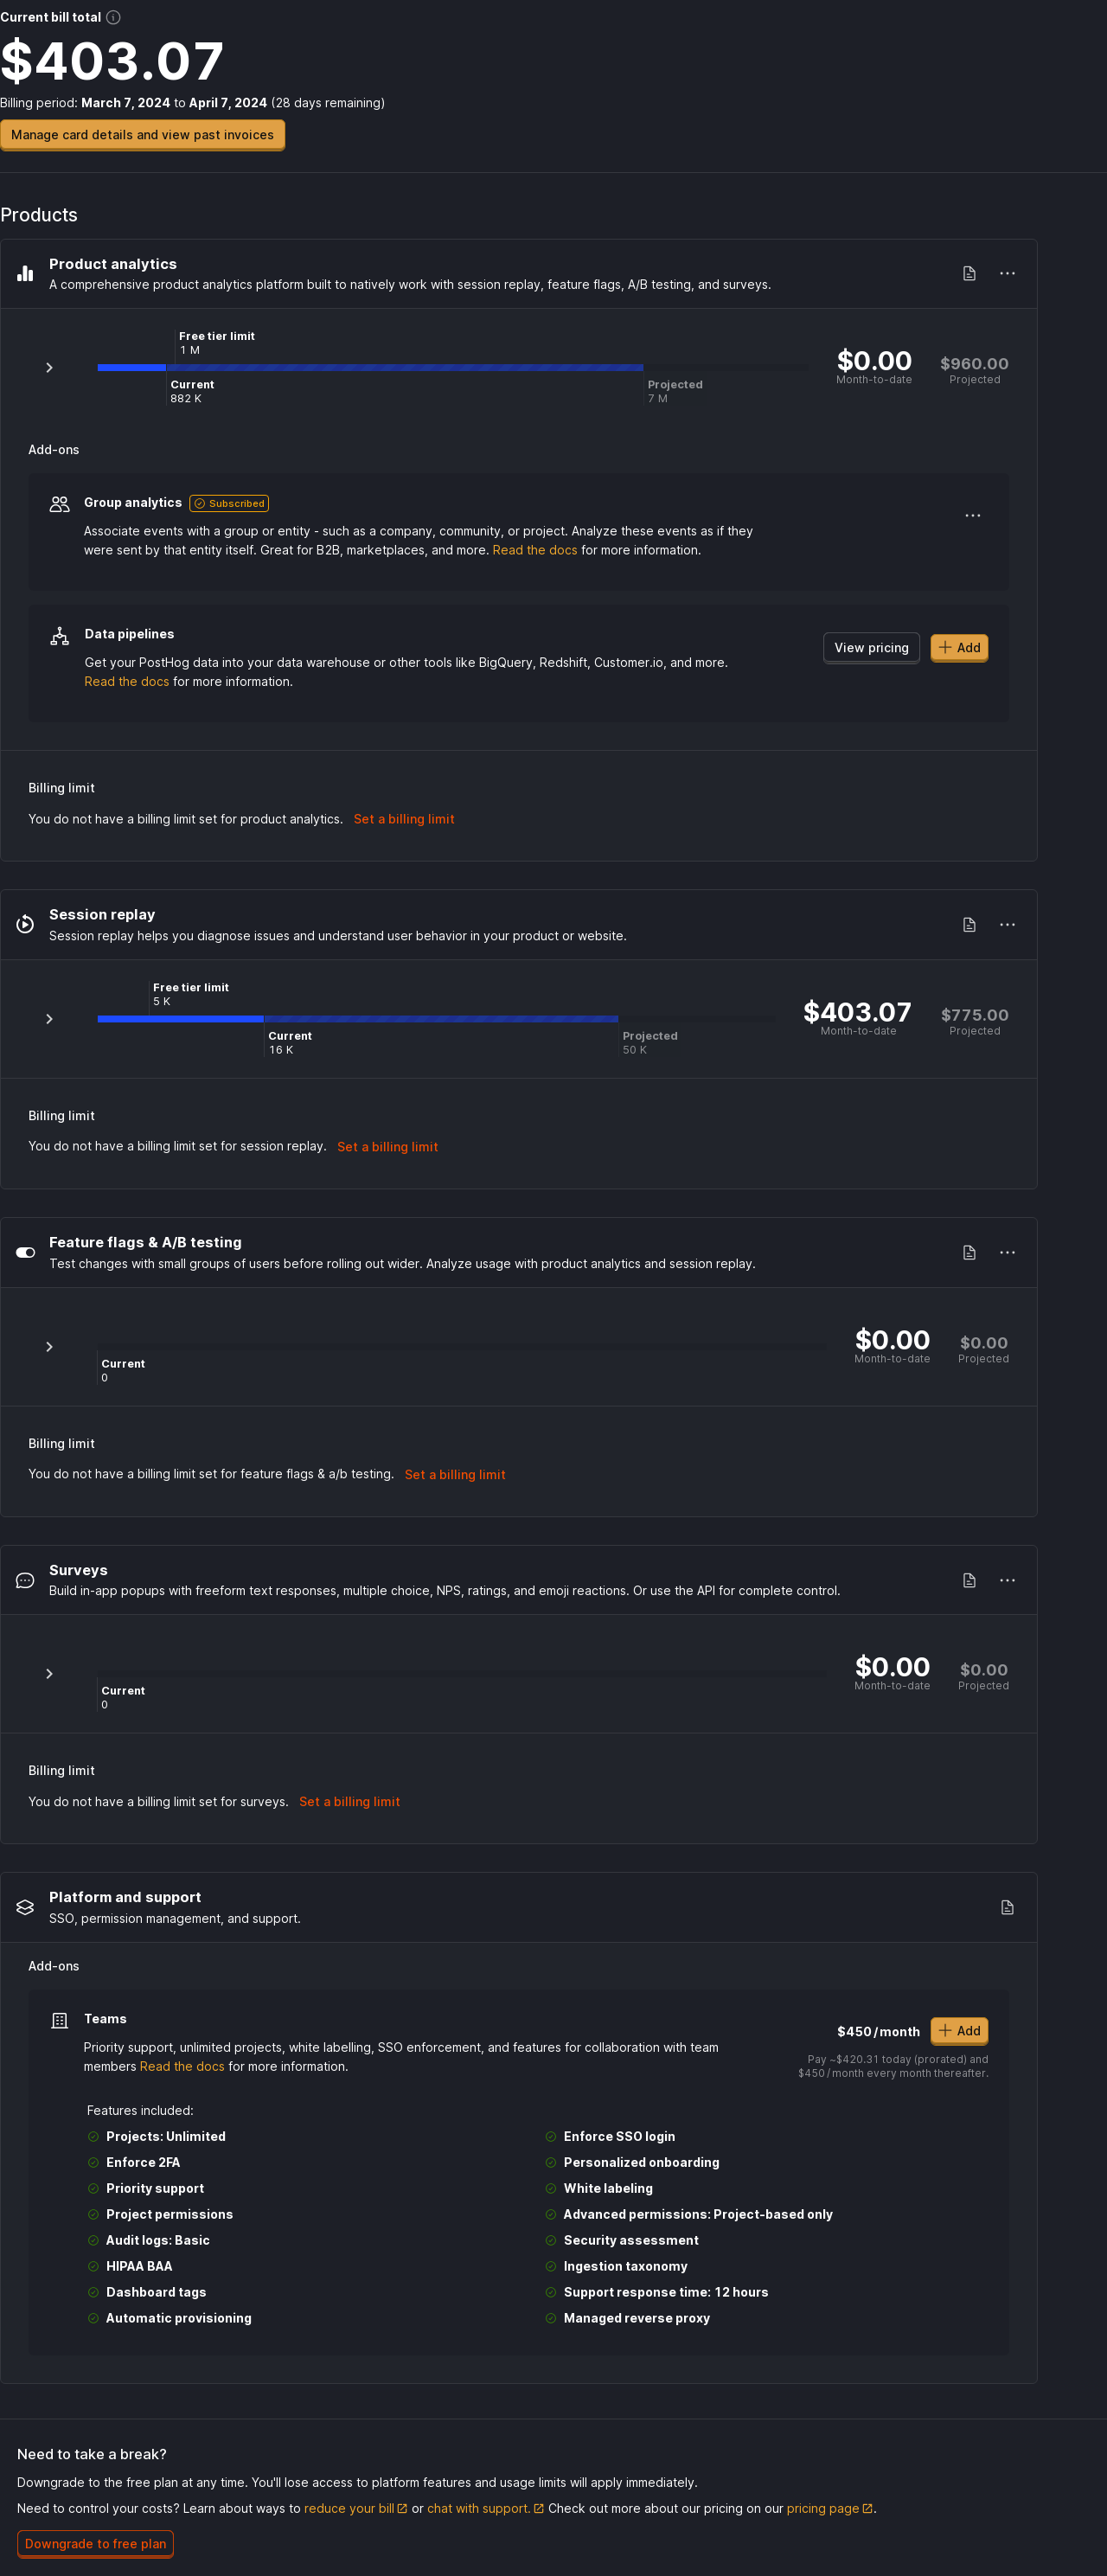 Current bill total
$403.07
Billing period: March 7, 2024 to April 7, 2024 (28 days remaining)
Manage card details and view past invoices
Products
Product analytics
A comprehensive product analytics platform built to natively work with session replay, feature flags, A/B testing, and surveys.
Free tier limit
1 M
Current
882 K
Projected
7 M
$0.00
Month-to-date
$960.00
Projected
Add-ons
Group analytics Subscribed
Associate events with a group or entity - such as a company, community, or project. Analyze these events as if they
were sent by that entity itself. Great for B2B, marketplaces, and more. Read the docs for more information.
Data pipelines
Get your PostHog data into your data warehouse or other tools like BigQuery, Redshift, Customer.io, and more.
Read the docs for more information.
View pricing
Add
Billing limit
You do not have a billing limit set for product analytics. Set a billing limit
Session replay
Session replay helps you diagnose issues and understand user behavior in your product or website.
Free tier limit
5 K
Current
16 K
Projected
50 K
$403.07
Month-to-date
$775.00
Projected
Billing limit
You do not have a billing limit set for session replay. Set a billing limit
Feature flags & A/B testing
Test changes with small groups of users before rolling out wider. Analyze usage with product analytics and session replay.
Current
0
$0.00
Month-to-date
$0.00
Projected
Billing limit
You do not have a billing limit set for feature flags & a/b testing. Set a billing limit
Surveys
Build in-app popups with freeform text responses, multiple choice, NPS, ratings, and emoji reactions. Or use the API for complete control.
Current
0
$0.00
Month-to-date
$0.00
Projected
Billing limit
You do not have a billing limit set for surveys. Set a billing limit
Platform and support
SSO, permission management, and support.
Add-ons
Teams
Priority support, unlimited projects, white labelling, SSO enforcement, and features for collaboration with team
members Read the docs for more information.
$450/month
Add
Pay ~$420.31 today (prorated) and
$450/month every month thereafter.
Features included:
Projects: Unlimited
Enforce 2FA
Priority support
Project permissions
Audit logs: Basic
HIPAA BAA
Dashboard tags
Automatic provisioning
Enforce SSO login
Personalized onboarding
White labeling
Advanced permissions: Project-based only
Security assessment
Ingestion taxonomy
Support response time: 12 hours
Managed reverse proxy
Need to take a break?
Downgrade to the free plan at any time. You'll lose access to platform features and usage limits will apply immediately.
Need to control your costs? Learn about ways to reduce your bill or chat with support. Check out more about our pricing on our pricing page.
Downgrade to free plan